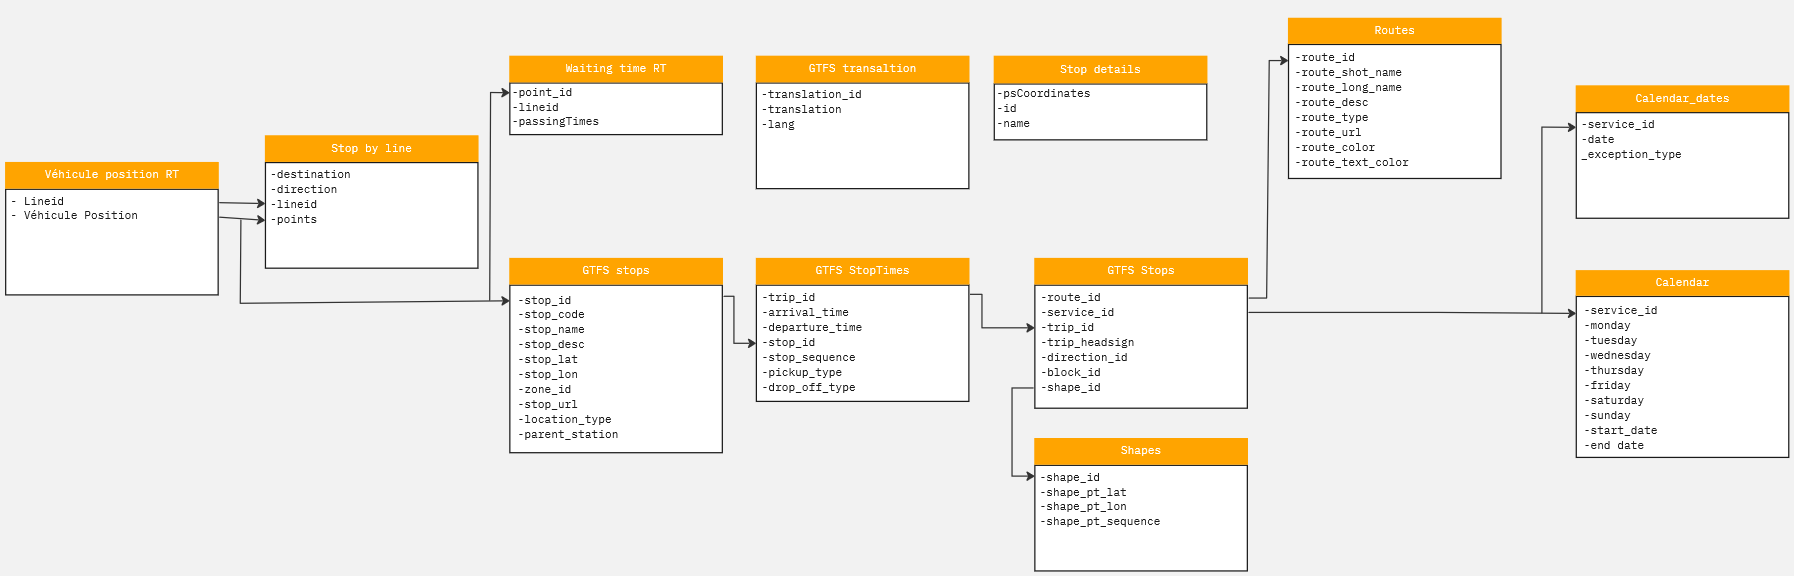 Véhicule position RT
- Lineid
- Véhicule Position
Stop by line
-destination
-direction
-lineid
-points
Waiting time RT
-point_id
-lineid
-passingTimes
GTFS transaltion
-translation_id
-translation
-lang
Stop details
-psCoordinates
-id
-name
Routes
-route_id
-route_shot_name
-route_long_name
-route_desc
-route_type
-route_url
-route_color
-route_text_color
Calendar_dates
-service_id
-date
_exception_type
GTFS stops
-stop_id
-stop_code
-stop_name
-stop_desc
-stop_lat
-stop_lon
-zone_id
-stop_url
-location_type
-parent_station
GTFS StopTimes
-trip_id
-arrival_time
-departure_time
-stop_id
-stop_sequence
-pickup_type
-drop_off_type
GTFS Stops
-route_id
-service_id
-trip_id
-trip_headsign
-direction_id
-block_id
-shape_id
Shapes
-shape_id
-shape_pt_lat
-shape_pt_lon
-shape_pt_sequence
Calendar
-service_id
-monday
-tuesday
-wednesday
-thursday
-friday
-saturday
-sunday
-start_date
-end date